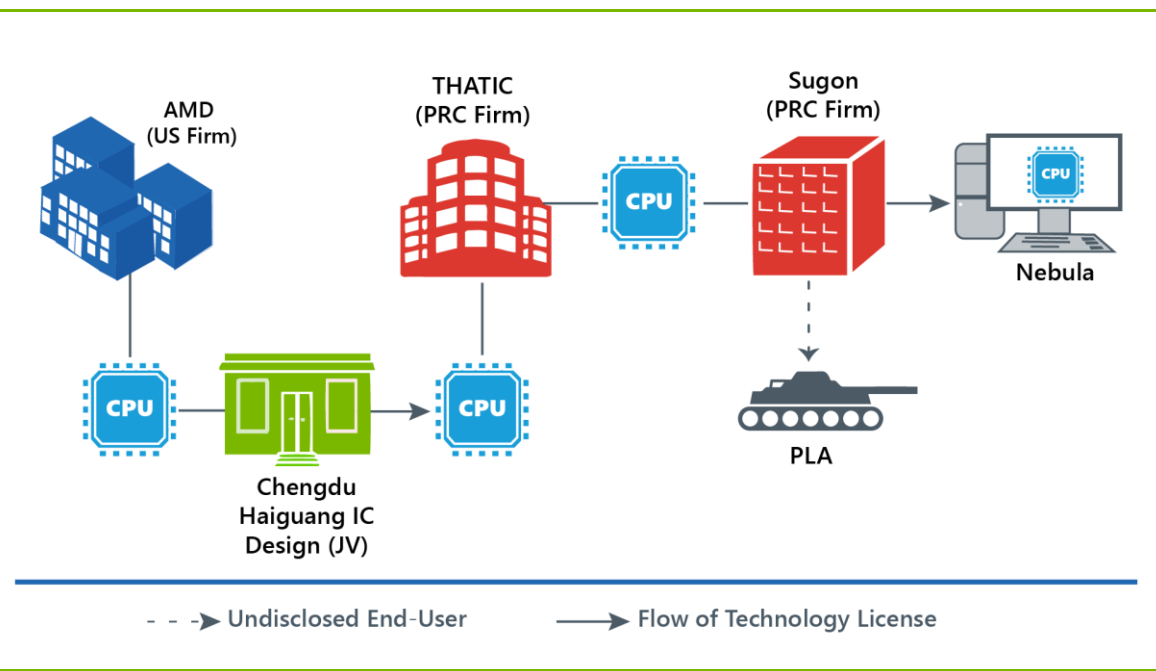 AMD
(US Firm)
THATIC
(PRC Firm)
Sugon
(PRC Firm)
CPU
CPU
Nebula
CPU
CPU
PLA
Chengdu
Haiguang IC
Design (JV)
Undisclosed End-User
Flow of Technology License